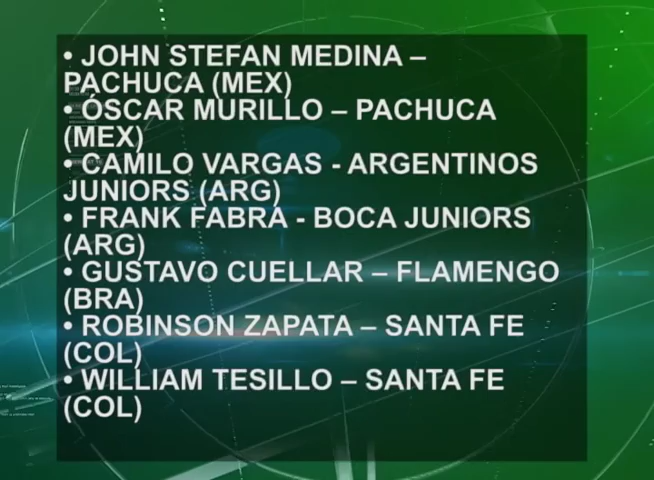 • JOHN STEFAN MEDINA –
PACHUCA (MEX)
• ÓSCAR MURILLO – PACHUCA
(MEX)
• CAMILO VARGAS - ARGENTINOS
JUNIORS (ARG)
• FRANK FABRA - BOCA JUNIORS
(ARG)
• GUSTAVO CUELLAR – FLAMENGO
(BRA)
• ROBINSON ZAPATA – SANTA FE
(COL)
• WILLIAM TESILLO – SANTA FE
(COL)